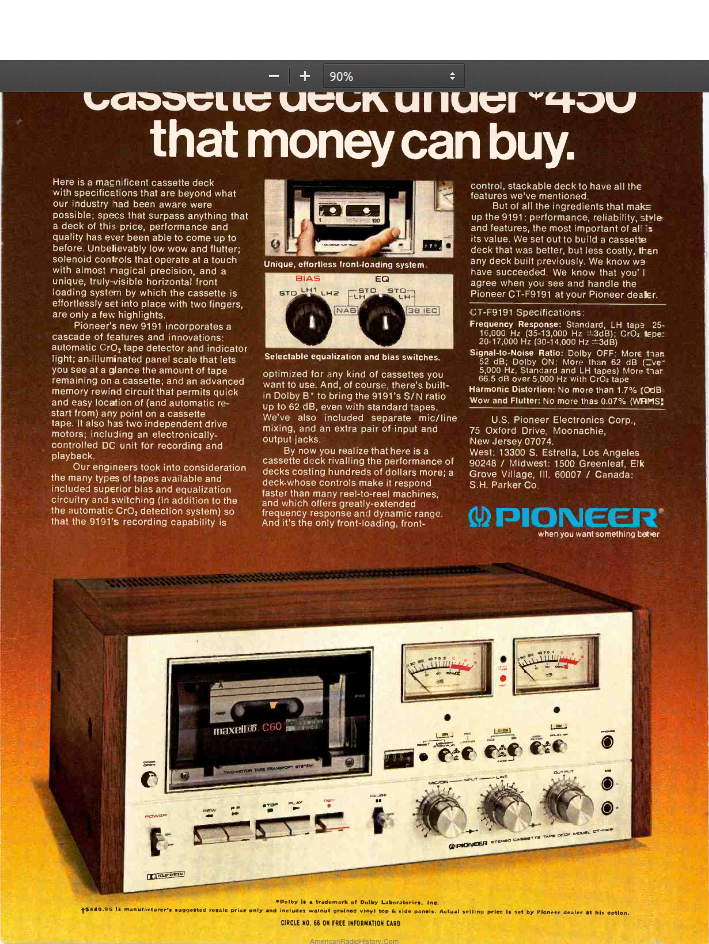 90%
cassette deck under $450
that money can buy.
Here is a magnificent cassette deck
with specifications that are beyond what
our industry had been aware were
possible; specs that surpass anything that
a deck of this price, performance and
quality has ever been able to come up to
before. Unbelievably low wow and flutter;
solenoid controls that operate at a touch
with almost magical precision, and a
unique, truly-visible horizontal front
loading system by which the cassette is
effortlessly set into place with two fingers,
are only a few highlights.
Pioneer's new 9191 incorporates a
cascade of features and innovations:
automatic CrO₂ tape detector and indicator
light; an illuminated panel scale that lets
you see at a glance the amount of tape
remaining on a cassette; and an advanced
memory rewind circuit that permits quick
and easy location of (and automatic re-
start from) any point on a cassette
tape. It also has two independent drive
motors; including an electronically-
controlled DC unit for recording and
playback.
Our engineers took into consideration
the many types of tapes available and
included superior bias and equalization
circuitry and switching (in addition to the
the automatic CrO₂ detection system) so
that the 9191's recording capability is
Unique, effortless front-loading system.
BIAS EQ
STD LH1 LH2 STD LH STD LH
NAB 38 IEC
Selectable equalization and bias switches.
optimized for any kind of cassettes you
want to use. And, of course, there's built-
in Dolby B* to bring the 9191's S/N ratio
up to 62 dB, even with standard tapes.
We've also included separate mic/line
mixing, and an extra pair of input and
output jacks.
By now you realize that here is a
cassette deck rivalling the performance of
decks costing hundreds of dollars more; a
deck-whose controls make it respond
faster than many reel-to-reel machines,
and which offers greatly-extended
frequency response and dynamic range.
And it's the only front-loading, front-
control, stackable deck to have all the
features we've mentioned.
But of all the ingredients that make
up the 9191: performance, reliability, style
and features, the most important of all is
its value. We set out to build a cassette
deck that was better, but less costly, than
any deck built previously. We know we
have succeeded. We know that you'll
agree when you see and handle the
Pioneer CT-F9191 at your Pioneer dealer.
CT-F9191 Specifications:
Frequency Response: Standard, LH tape 25-
16,000 Hz (35-13,000 Hz ±3dB); CrO₂ tape:
20-17,000 Hz (30-14,000 Hz ±3dB)
Signal-to-Noise Ratio: Dolby OFF: More than
52 dB; Dolby ON: More than 62 dB (Over
5,000 Hz, Standard and LH tapes) More than
66.5 dB over 5,000 Hz with CrO₂ tape
Harmonic Distortion: No more than 1.7% (OdB)
Wow and Flutter: No more than 0.07% (WRMS)
U.S. Pioneer Electronics Corp.,
75 Oxford Drive, Moonachie,
New Jersey 07074.
West: 13300 S. Estrella, Los Angeles
90248 / Midwest: 1500 Greenleaf, Elk
Grove Village, Ill. 60007 / Canada:
S.H. Parker Co.
PIONEER®
when you want something better
maxell UD C60
TWO-MOTOR TAPE TRANSPORT SYSTEM
POWER REW F.F. STOP PLAY REC PAUSE
MIC/DIN INPUT LINE OUTPUT
PIONEER STEREO CASSETTE TAPE DECK MODEL CT-F9191
*Dolby is a trademark of Dolby Laboratories, Inc.
†$449.95 is manufacturer's suggested resale price only and includes walnut grained vinyl top & side panels. Actual selling price is set by Pioneer dealer at his option.
CIRCLE NO. 66 ON FREE INFORMATION CARD
AmericanRadioHistory.Com